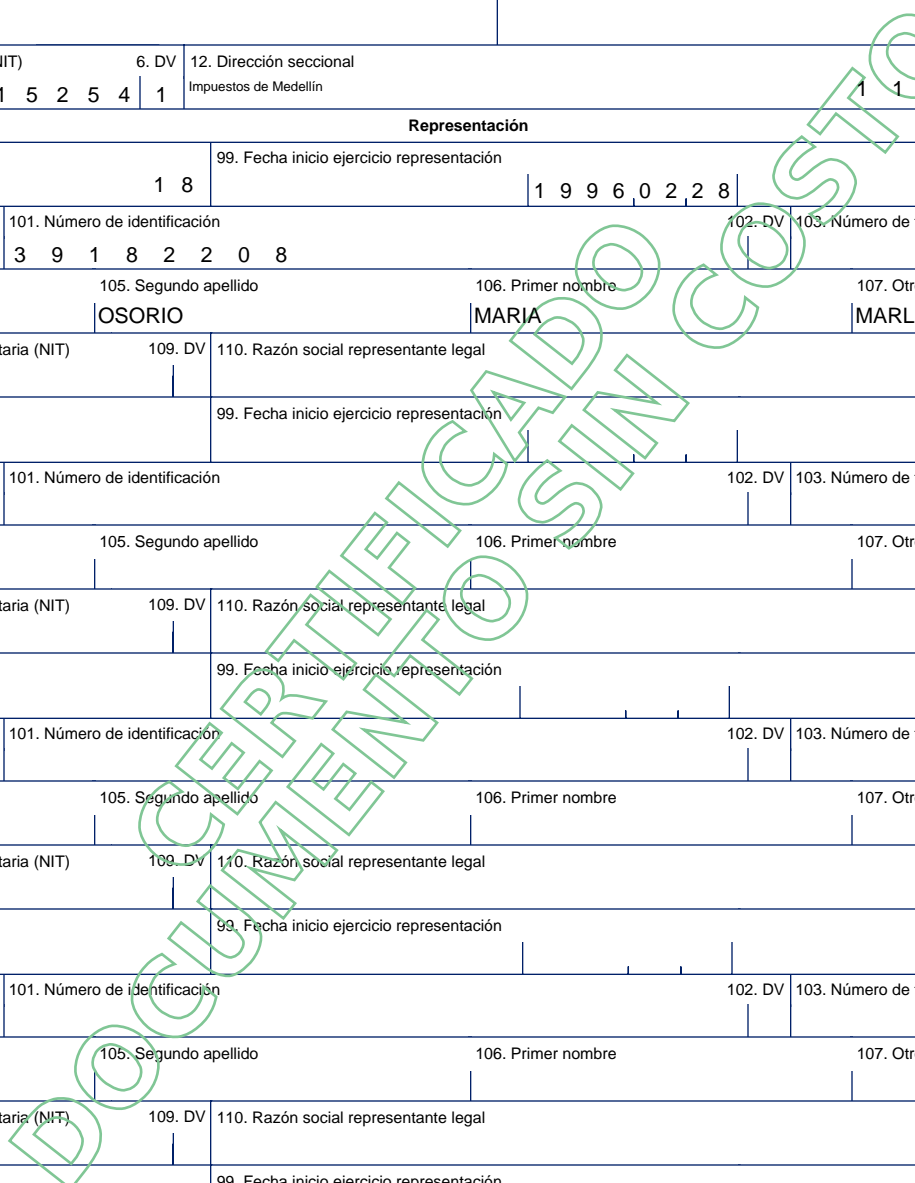 NIT) 6. DV 12. Dirección seccional
1 5 2 5 4 1 Impuestos de Medellín 1 1
Representación
1 8 99. Fecha inicio ejercicio representación 1 9 9 6 0 2 2 8
101. Número de identificación 102. DV 103. Número de
3 9 1 8 2 2 0 8
105. Segundo apellido 106. Primer nombre 107. Otr
OSORIO MARIA MARL
taria (NIT) 109. DV 110. Razón social representante legal
99. Fecha inicio ejercicio representación
101. Número de identificación 102. DV 103. Número de
105. Segundo apellido 106. Primer nombre 107. Otr
taria (NIT) 109. DV 110. Razón social representante legal
99. Fecha inicio ejercicio representación
101. Número de identificación 102. DV 103. Número de
105. Segundo apellido 106. Primer nombre 107. Otr
taria (NIT) 109. DV 110. Razón social representante legal
99. Fecha inicio ejercicio representación
101. Número de identificación 102. DV 103. Número de
105. Segundo apellido 106. Primer nombre 107. Otr
taria (NIT) 109. DV 110. Razón social representante legal
99. Fecha inicio ejercicio representación
CERTIFICADO
DOCUMENTO SIN COSTO